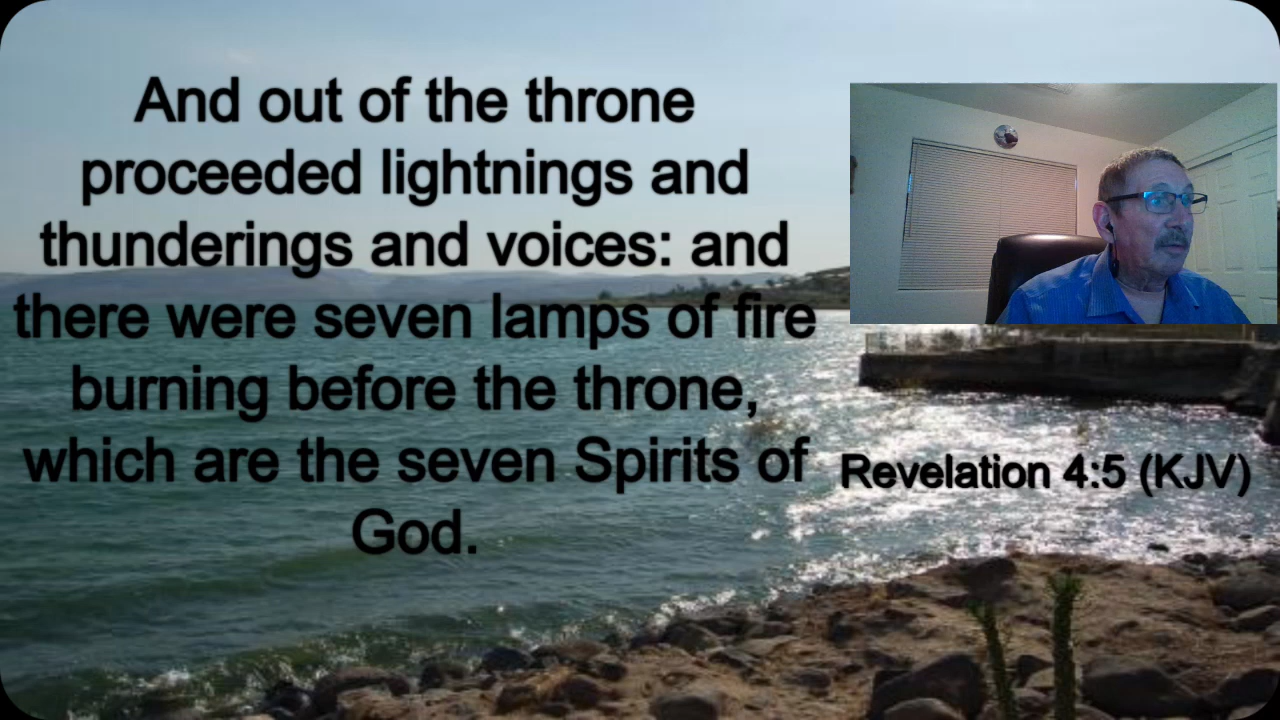 And out of the throne
proceeded lightnings and
thunderings and voices: and
there were seven lamps of fire
burning before the throne,
which are the seven Spirits of
God.
Revelation 4:5 (KJV)